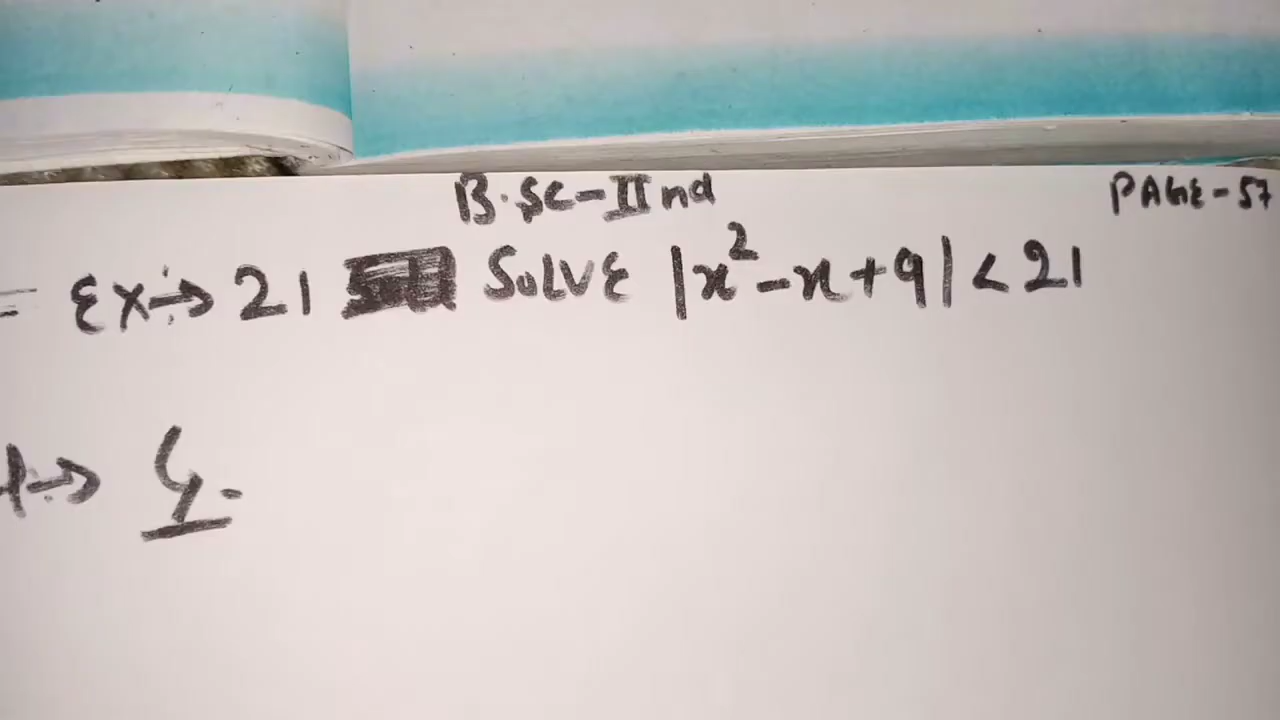 B.Sc-IInd
PAGE-57
= Ex→ 21 SOLVE |x²-x+9| < 21